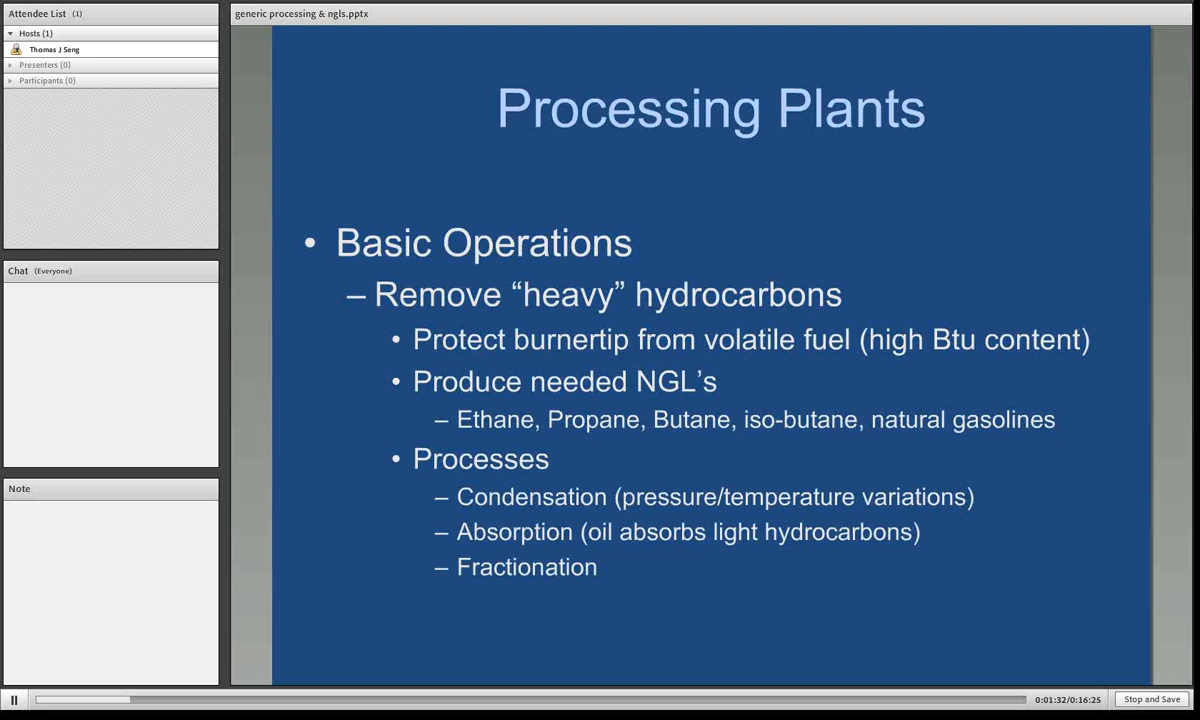 Attendee List (1)
Hosts (1)
Thomas J Seng
Presenters (0)
Participants (0)
Chat (Everyone)
Note
generic processing & ngls.pptx
Processing Plants
• Basic Operations
– Remove “heavy” hydrocarbons
• Protect burnertip from volatile fuel (high Btu content)
• Produce needed NGL’s
– Ethane, Propane, Butane, iso-butane, natural gasolines
• Processes
– Condensation (pressure/temperature variations)
– Absorption (oil absorbs light hydrocarbons)
– Fractionation
0:01:32/0:16:25
Stop and Save